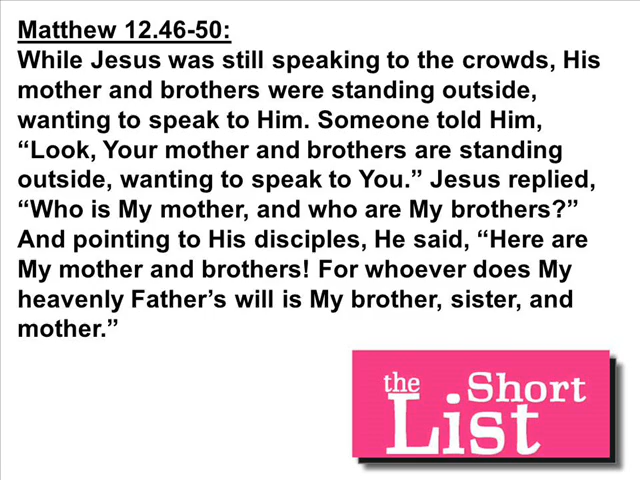 Matthew 12.46-50:
While Jesus was still speaking to the crowds, His
mother and brothers were standing outside,
wanting to speak to Him. Someone told Him,
“Look, Your mother and brothers are standing
outside, wanting to speak to You.” Jesus replied,
“Who is My mother, and who are My brothers?”
And pointing to His disciples, He said, “Here are
My mother and brothers! For whoever does My
heavenly Father’s will is My brother, sister, and
mother.”
the Short
List